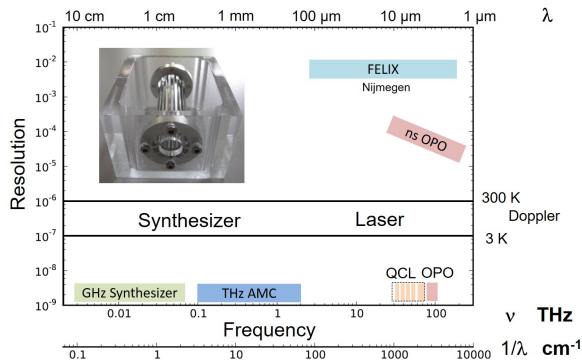 10 cm 1 cm 1 mm 100 µm 10 µm 1 µm λ
10⁻¹
10⁻²
10⁻³
10⁻⁴
10⁻⁵
10⁻⁶
10⁻⁷
10⁻⁸
10⁻⁹
Resolution
FELIX
Nijmegen
ns OPO
300 K
Synthesizer Laser Doppler
3 K
QCL OPO
GHz Synthesizer THz AMC
0.01 0.1 1 10 100 ν THz
Frequency
0.1 1 10 100 1000 10000 1/λ cm⁻¹